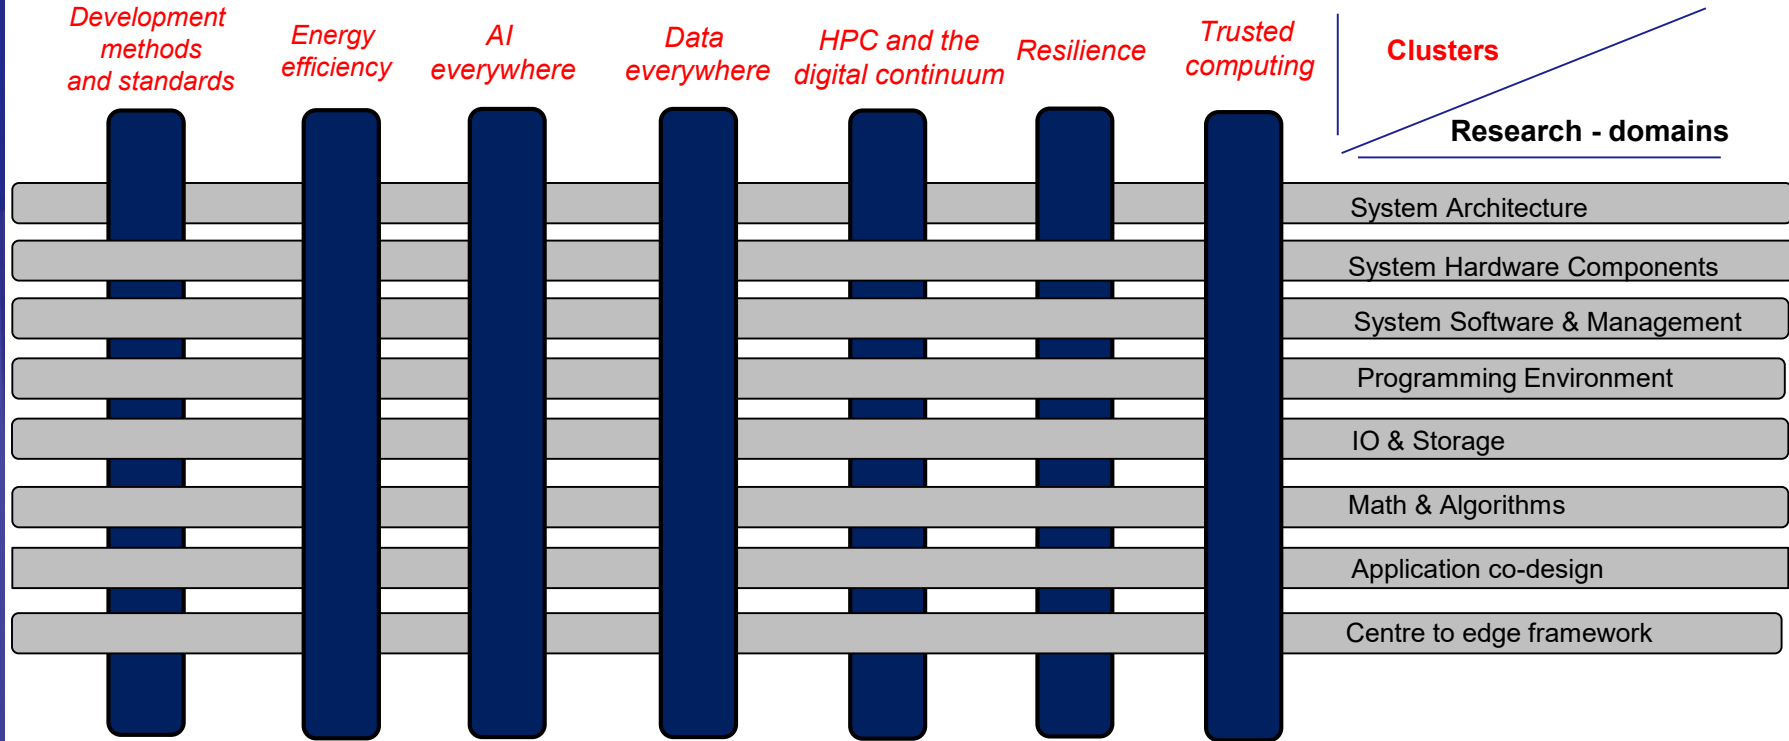 Development
methods
and standards
Energy
efficiency
AI
everywhere
Data
everywhere
HPC and the
digital continuum
Resilience
Trusted
computing
Clusters
Research - domains
System Architecture
System Hardware Components
System Software & Management
Programming Environment
IO & Storage
Math & Algorithms
Application co-design
Centre to edge framework